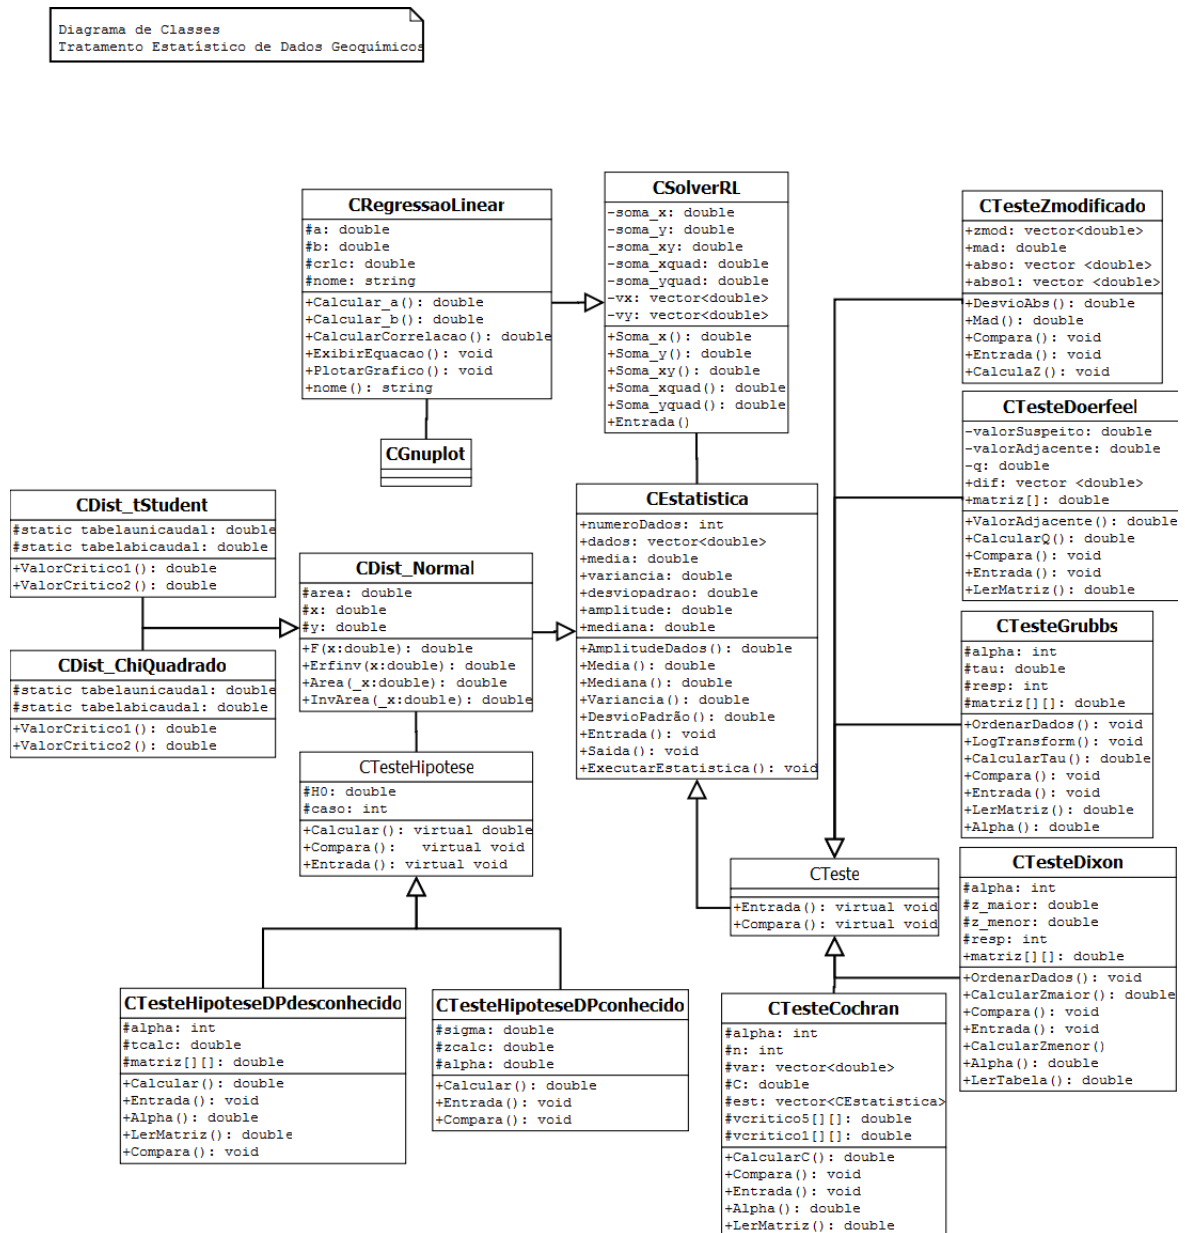 Diagrama de Classes
Tratamento Estatístico de Dados Geoquímicos
CRegressaoLinear
#a: double
#b: double
#crlc: double
#nome: string
+Calcular_a(): double
+Calcular_b(): double
+CalcularCorrelacao(): double
+ExibirEquacao(): void
+PlotarGrafico(): void
+nome(): string
CSolverRL
-soma_x: double
-soma_y: double
-soma_xy: double
-soma_xquad: double
-soma_yquad: double
-vx: vector<double>
-vy: vector<double>
+Soma_x(): double
+Soma_y(): double
+Soma_xy(): double
+Soma_xquad(): double
+Soma_yquad(): double
+Entrada()
CTesteZmodificado
+zmod: vector<double>
+mad: double
+abso: vector <double>
+abso1: vector <double>
+DesvioAbs(): double
+Mad(): double
+Compara(): void
+Entrada(): void
+CalculaZ(): void
CGnuplot
CTesteDoerfeel
-valorSuspeito: double
-valorAdjacente: double
-q: double
+dif: vector <double>
+matriz[]: double
+ValorAdjacente(): double
+CalcularQ(): double
+Compara(): void
+Entrada(): void
+LerMatriz(): double
CDist_tStudent
#static tabelaunicaudal: double
#static tabelabicaudal: double
+ValorCritico1(): double
+ValorCritico2(): double
CDist_Normal
#area: double
#x: double
#y: double
+F(x:double): double
+Erfinv(x:double): double
+Area(_x:double): double
+InvArea(_x:double): double
CEstatistica
+numeroDados: int
+dados: vector<double>
+media: double
+variancia: double
+desviopadrao: double
+amplitude: double
+mediana: double
+AmplitudeDados(): double
+Media(): double
+Mediana(): double
+Variancia(): double
+DesvioPadrão(): double
+Entrada(): void
+Saida(): void
+ExecutarEstatistica(): void
CDist_ChiQuadrado
#static tabelaunicaudal: double
#static tabelabicaudal: double
+ValorCritico1(): double
+ValorCritico2(): double
CTesteGrubbs
#alpha: int
#tau: double
#resp: int
#matriz[][]: double
+OrdenarDados(): void
+LogTransform(): void
+CalcularTau(): double
+Compara(): void
+Entrada(): void
+LerMatriz(): double
+Alpha(): double
CTesteHipotese
#H0: double
#caso: int
+Calcular(): virtual double
+Compara():   virtual void
+Entrada(): virtual void
CTeste
+Entrada(): virtual void
+Compara(): virtual void
CTesteDixon
#alpha: int
#z_maior: double
#z_menor: double
#resp: int
+matriz[][]: double
+OrdenarDados(): void
+CalcularZmaior(): double
+Compara(): void
+Entrada(): void
+CalcularZmenor()
+Alpha(): double
+LerTabela(): double
CTesteHipoteseDPdesconhecido
#alpha: int
#tcalc: double
#matriz[][]: double
+Calcular(): double
+Entrada(): void
+Alpha(): double
+LerMatriz(): double
+Compara(): void
CTesteHipoteseDPconhecido
#sigma: double
#zcalc: double
#alpha: double
+Calcular(): double
+Entrada(): void
+Compara(): void
CTesteCochran
#alpha: int
#n: int
#var: vector<double>
#C: double
#est: vector<CEstatistica>
#vcritico5[][]: double
#vcritico1[][]: double
+CalcularC(): double
+Compara(): void
+Entrada(): void
+Alpha(): double
+LerMatriz(): double